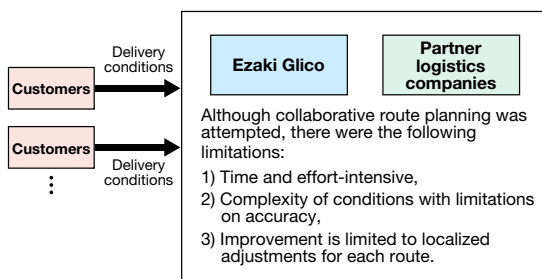 Delivery
conditions
Customers
Customers
Delivery
conditions
Ezaki Glico
Partner
logistics
companies
Although collaborative route planning was
attempted, there were the following
limitations:
1) Time and effort-intensive,
2) Complexity of conditions with limitations
on accuracy,
3) Improvement is limited to localized
adjustments for each route.